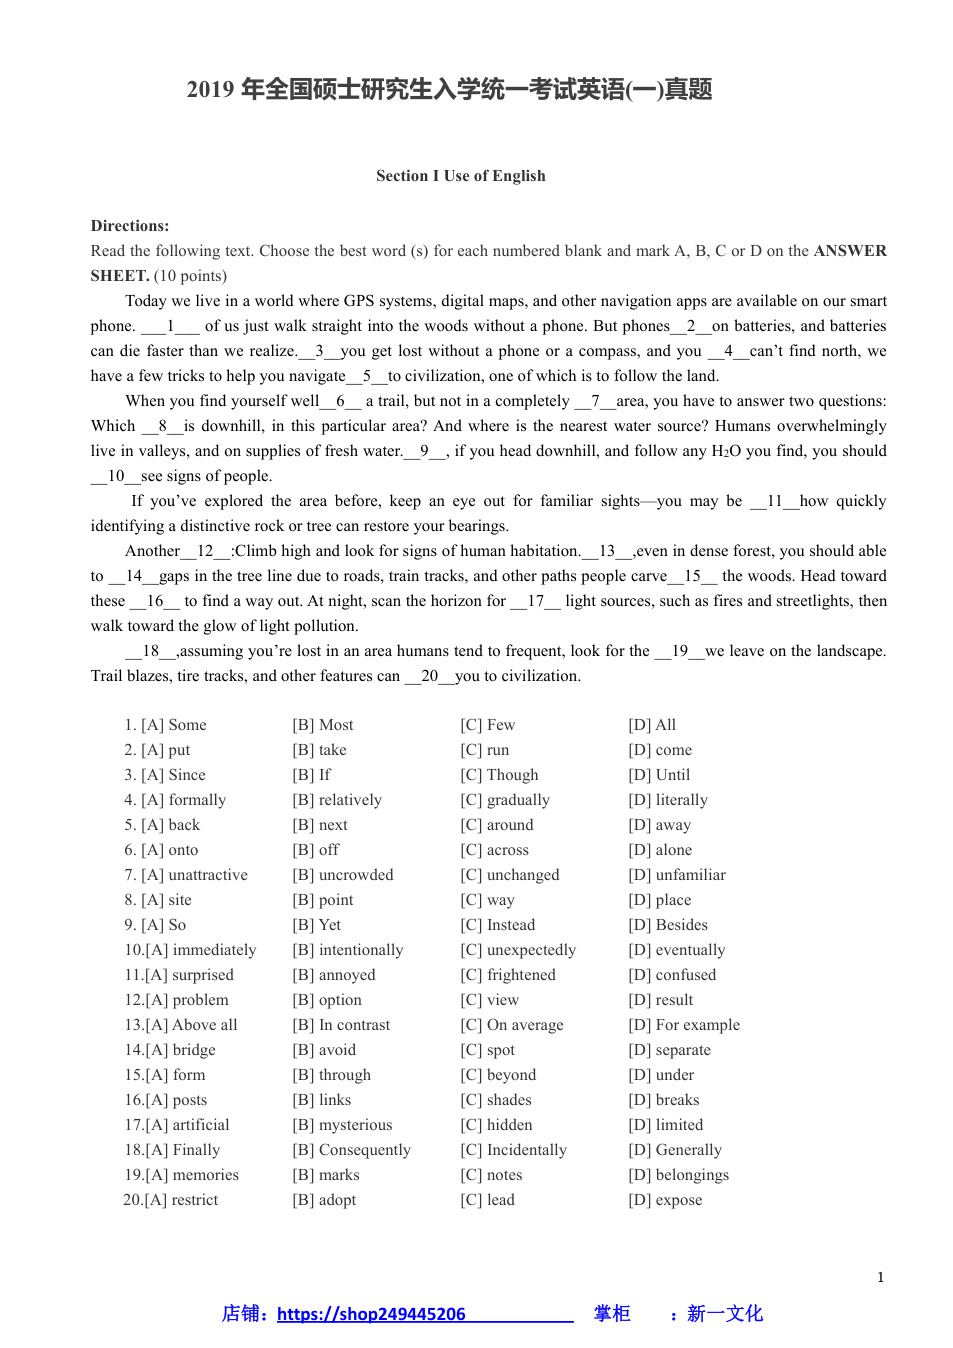 2019 年全国硕士研究生入学统一考试英语(一)真题
Section I Use of English
Directions:
Read the following text. Choose the best word (s) for each numbered blank and mark A, B, C or D on the ANSWER
SHEET. (10 points)
Today we live in a world where GPS systems, digital maps, and other navigation apps are available on our smart
phone. ___1___ of us just walk straight into the woods without a phone. But phones__2__on batteries, and batteries
can die faster than we realize.__3__you get lost without a phone or a compass, and you __4__can't find north, we
have a few tricks to help you navigate__5__to civilization, one of which is to follow the land.
When you find yourself well__6__ a trail, but not in a completely __7__area, you have to answer two questions:
Which __8__is downhill, in this particular area? And where is the nearest water source? Humans overwhelmingly
live in valleys, and on supplies of fresh water.__9__, if you head downhill, and follow any H₂O you find, you should
__10__see signs of people.
If you've explored the area before, keep an eye out for familiar sights—you may be __11__how quickly
identifying a distinctive rock or tree can restore your bearings.
Another__12__:Climb high and look for signs of human habitation.__13__,even in dense forest, you should able
to __14__gaps in the tree line due to roads, train tracks, and other paths people carve__15__ the woods. Head toward
these __16__ to find a way out. At night, scan the horizon for __17__ light sources, such as fires and streetlights, then
walk toward the glow of light pollution.
__18__,assuming you're lost in an area humans tend to frequent, look for the __19__we leave on the landscape.
Trail blazes, tire tracks, and other features can __20__you to civilization.
1. [A] Some [B] Most [C] Few [D] All
2. [A] put [B] take [C] run [D] come
3. [A] Since [B] If [C] Though [D] Until
4. [A] formally [B] relatively [C] gradually [D] literally
5. [A] back [B] next [C] around [D] away
6. [A] onto [B] off [C] across [D] alone
7. [A] unattractive [B] uncrowded [C] unchanged [D] unfamiliar
8. [A] site [B] point [C] way [D] place
9. [A] So [B] Yet [C] Instead [D] Besides
10.[A] immediately [B] intentionally [C] unexpectedly [D] eventually
11.[A] surprised [B] annoyed [C] frightened [D] confused
12.[A] problem [B] option [C] view [D] result
13.[A] Above all [B] In contrast [C] On average [D] For example
14.[A] bridge [B] avoid [C] spot [D] separate
15.[A] form [B] through [C] beyond [D] under
16.[A] posts [B] links [C] shades [D] breaks
17.[A] artificial [B] mysterious [C] hidden [D] limited
18.[A] Finally [B] Consequently [C] Incidentally [D] Generally
19.[A] memories [B] marks [C] notes [D] belongings
20.[A] restrict [B] adopt [C] lead [D] expose
1
店铺：https://shop249445206 掌柜 ：新一文化